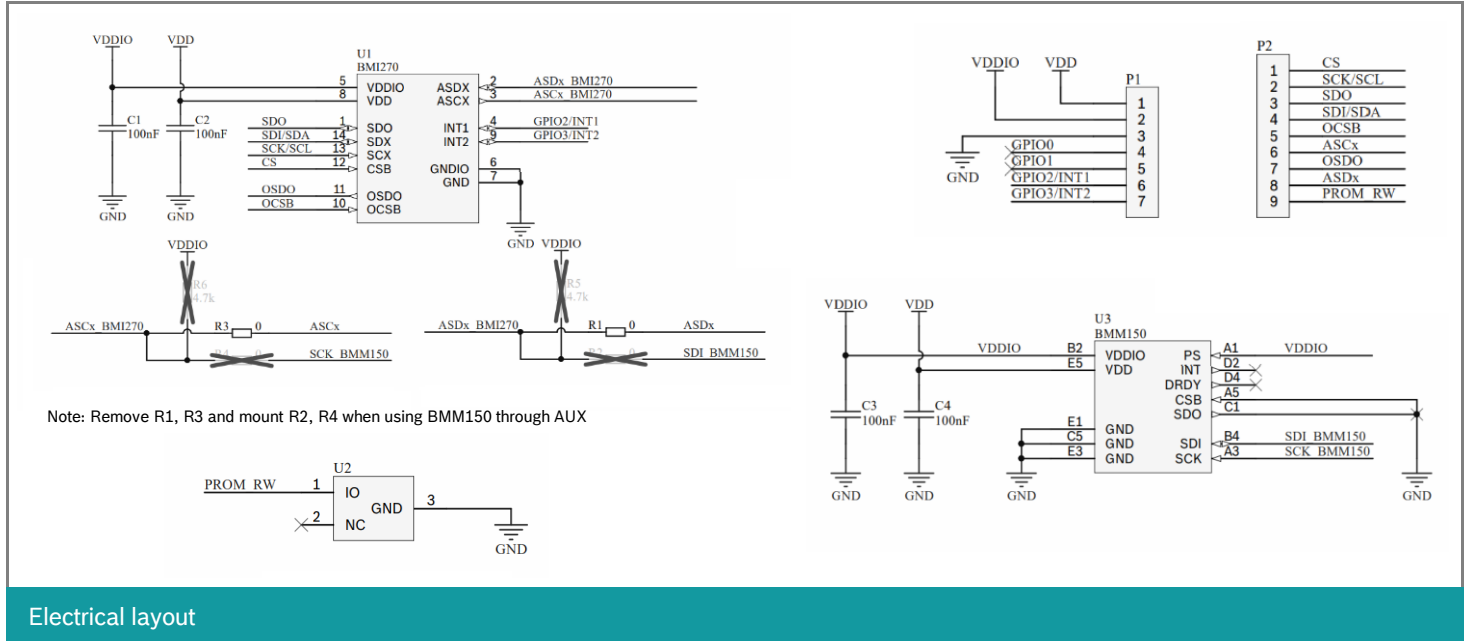 VDDIO VDD
U1
BMI270
5 VDDIO ASDX 2 ASDx_BMI270
8 VDD ASCX 3 ASCx_BMI270
C1
100nF
C2
100nF
SDO 1 SDO INT1 4 GPIO2/INT1
SDI/SDA 14 SDX INT2 9 GPIO3/INT2
SCK/SCL 13 SCX
CS 12 CSB GNDIO 6
GND 7
OSDO 11 OSDO
OCSB 10 OCSB
GND GND
GND
VDDIO
R6
4.7k
ASCx_BMI270 R3 0 ASCx
R4 0 SCK_BMM150
VDDIO
R5
4.7k
ASDx_BMI270 R1 0 ASDx
R2 0 SDI_BMM150
Note: Remove R1, R3 and mount R2, R4 when using BMM150 through AUX
U2
PROM_RW 1 IO
GND 3
2 NC
GND
VDDIO VDD
P1
1
2
3
GPIO0 4
GPIO1 5
GPIO2/INT1 6
GPIO3/INT2 7
GND
P2
1 CS
2 SCK/SCL
3 SDO
4 SDI/SDA
5 OCSB
6 ASCx
7 OSDO
8 ASDx
9 PROM_RW
VDDIO VDD
U3
BMM150
VDDIO B2 VDDIO PS A1 VDDIO
E5 VDD INT D2
DRDY D4
CSB A5
SDO C1
C3
100nF
C4
100nF
E1 GND
C5 GND SDI B4 SDI_BMM150
E3 GND SCK A3 SCK_BMM150
GND GND GND GND
Electrical layout